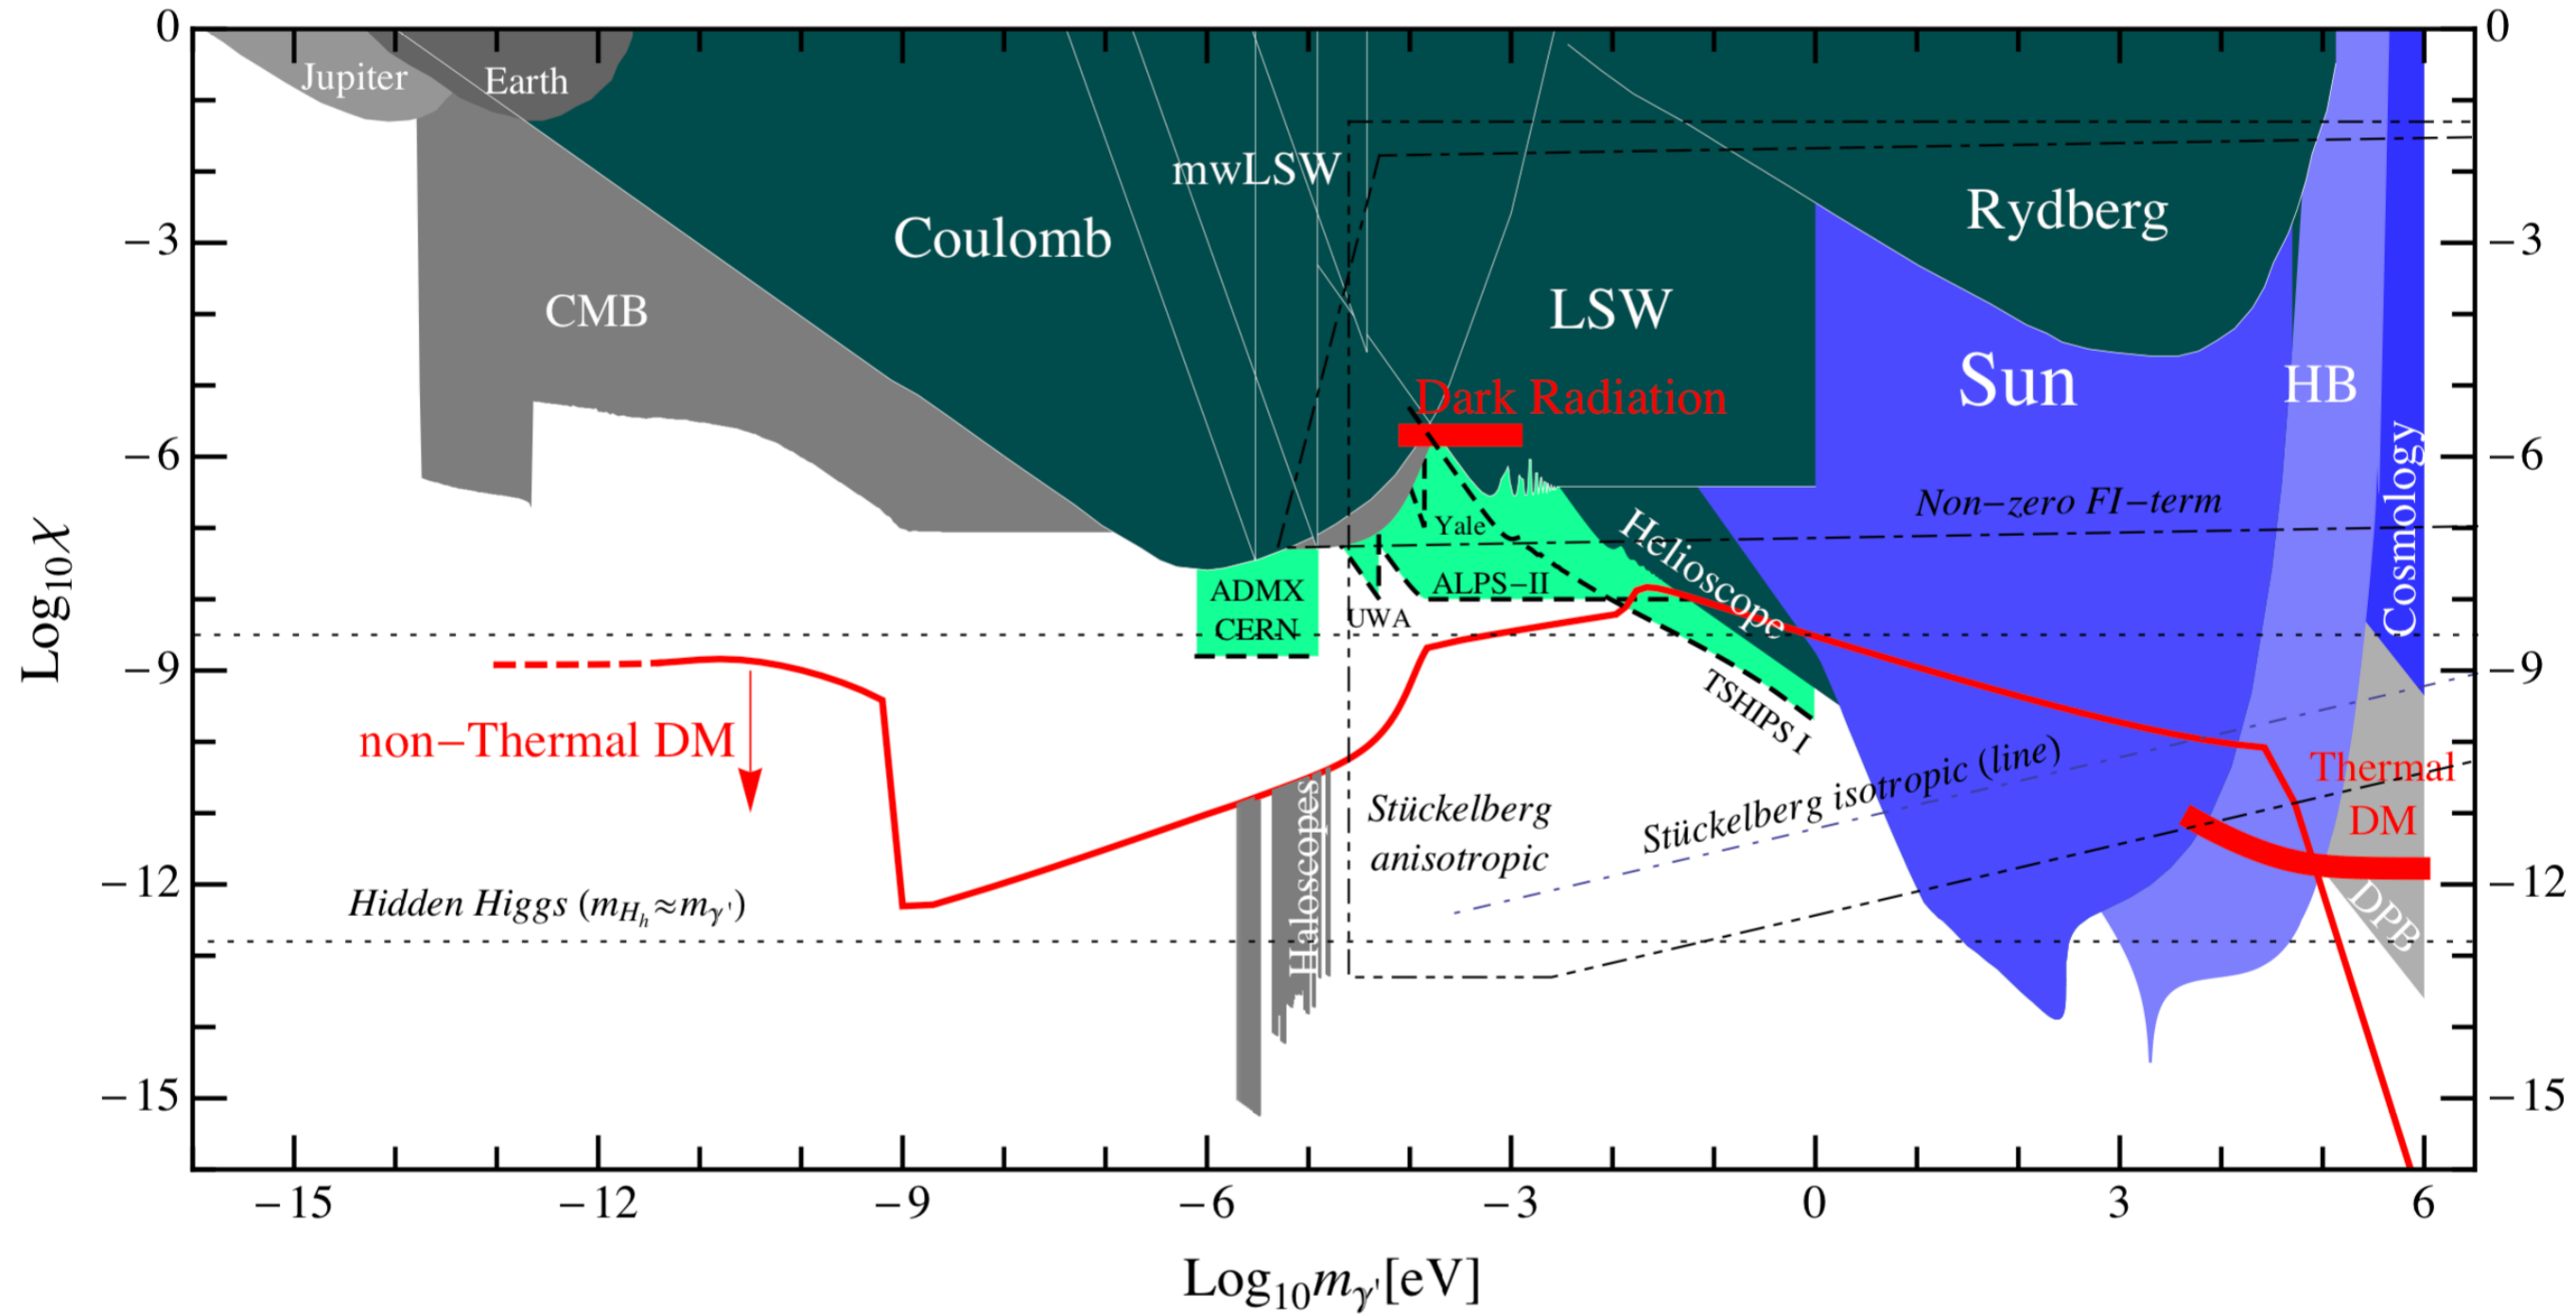 0
0
Jupiter
Earth
mwLSW
Coulomb
Rydberg
−3
−3
CMB
LSW
Sun
HB
Dark Radiation
Cosmology
−6
−6
Non−zero FI−term
Yale
Helioscope
ADMX
CERN
ALPS−II
UWA
−9
−9
TSHIPS I
non−Thermal DM
Thermal
DM
Haloscopes
Stückelberg
anisotropic
Stückelberg isotropic (line)
−12
−12
Hidden Higgs (mHh≈mγ')
DPB
−15
−15
Log10χ
−15
−12
−9
−6
−3
0
3
6
Log10mγ'[eV]